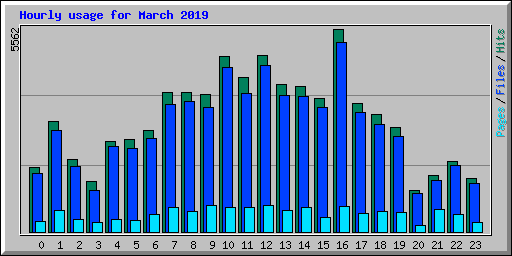 Hourly usage for March 2019
5562
Pages/Files/Hits
0 1 2 3 4 5 6 7 8 9 10 11 12 13 14 15 16 17 18 19 20 21 22 23